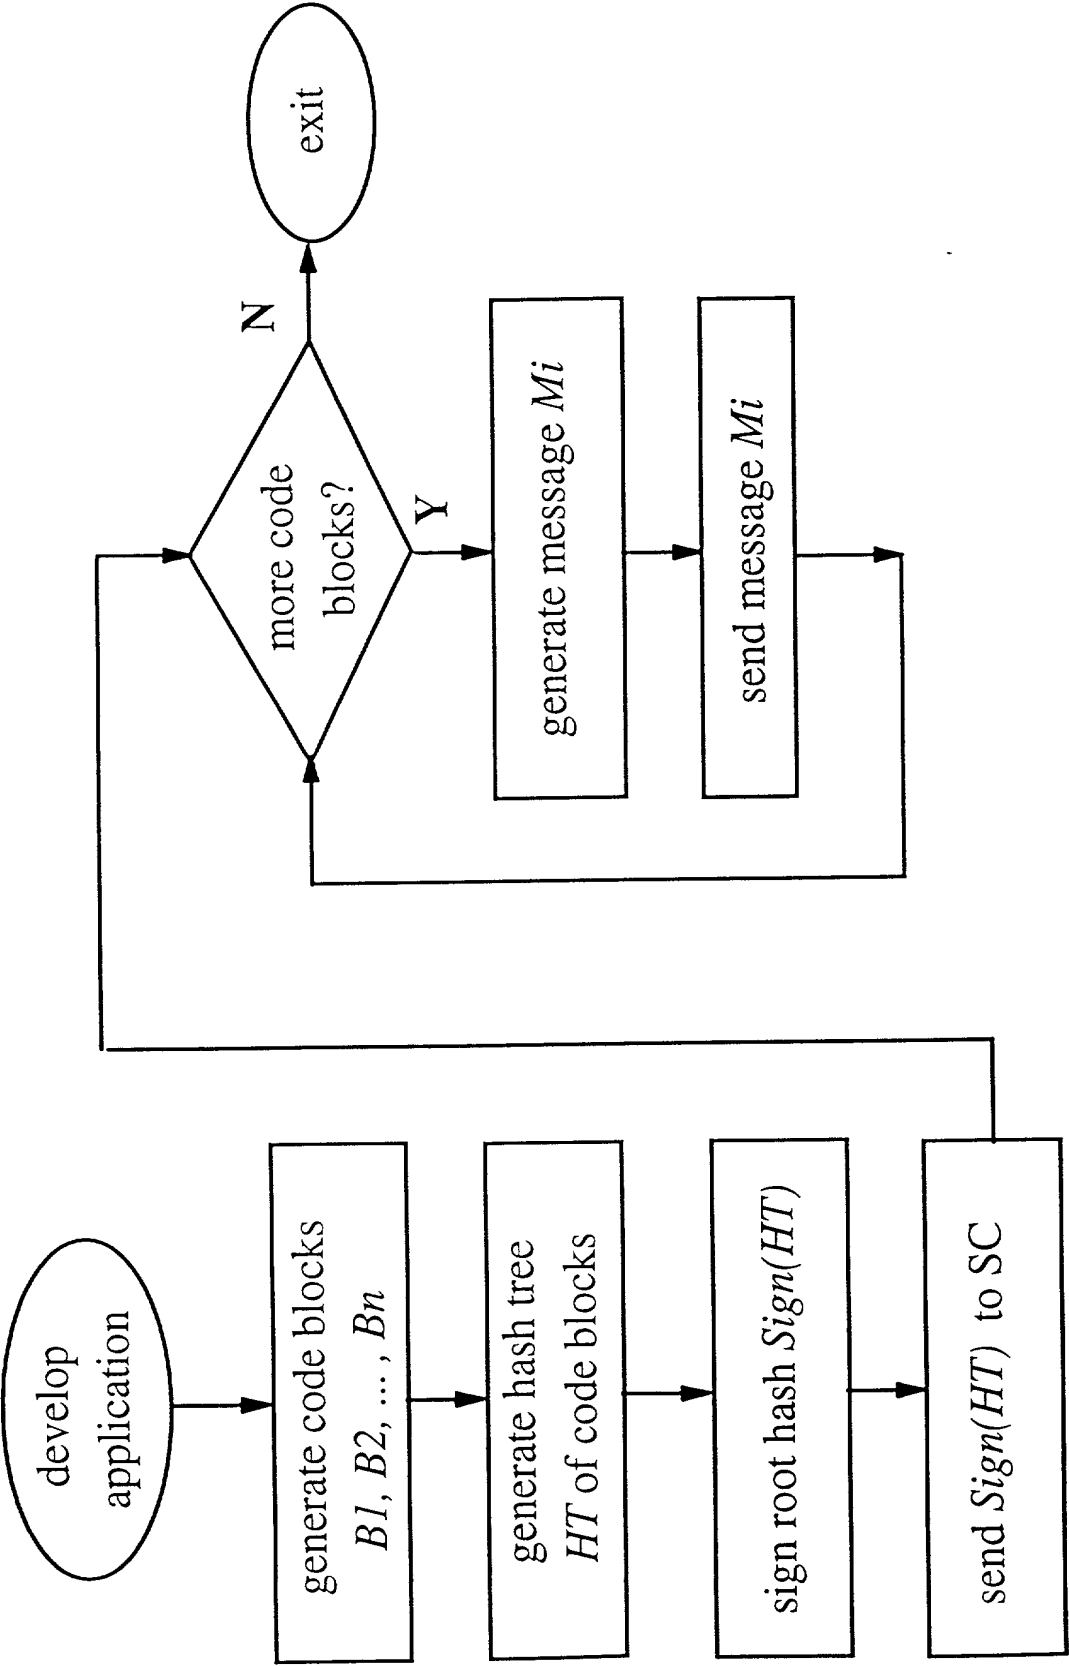 develop
application
generate code blocks
B1, B2, ... , Bn
generate hash tree
HT of code blocks
sign root hash Sign(HT)
send Sign(HT) to SC
more code
blocks?
N
exit
Y
generate message Mi
send message Mi